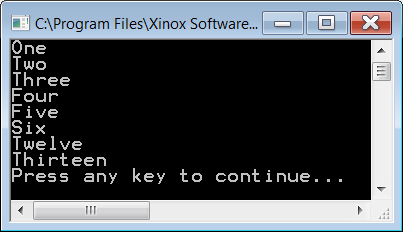 C:\Program Files\Xinox Software...
One
Two
Three
Four
Five
Six
Twelve
Thirteen
Press any key to continue...